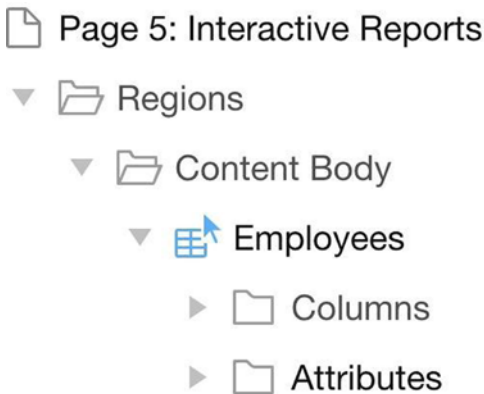 Page 5: Interactive Reports
Regions
Content Body
Employees
Columns
Attributes